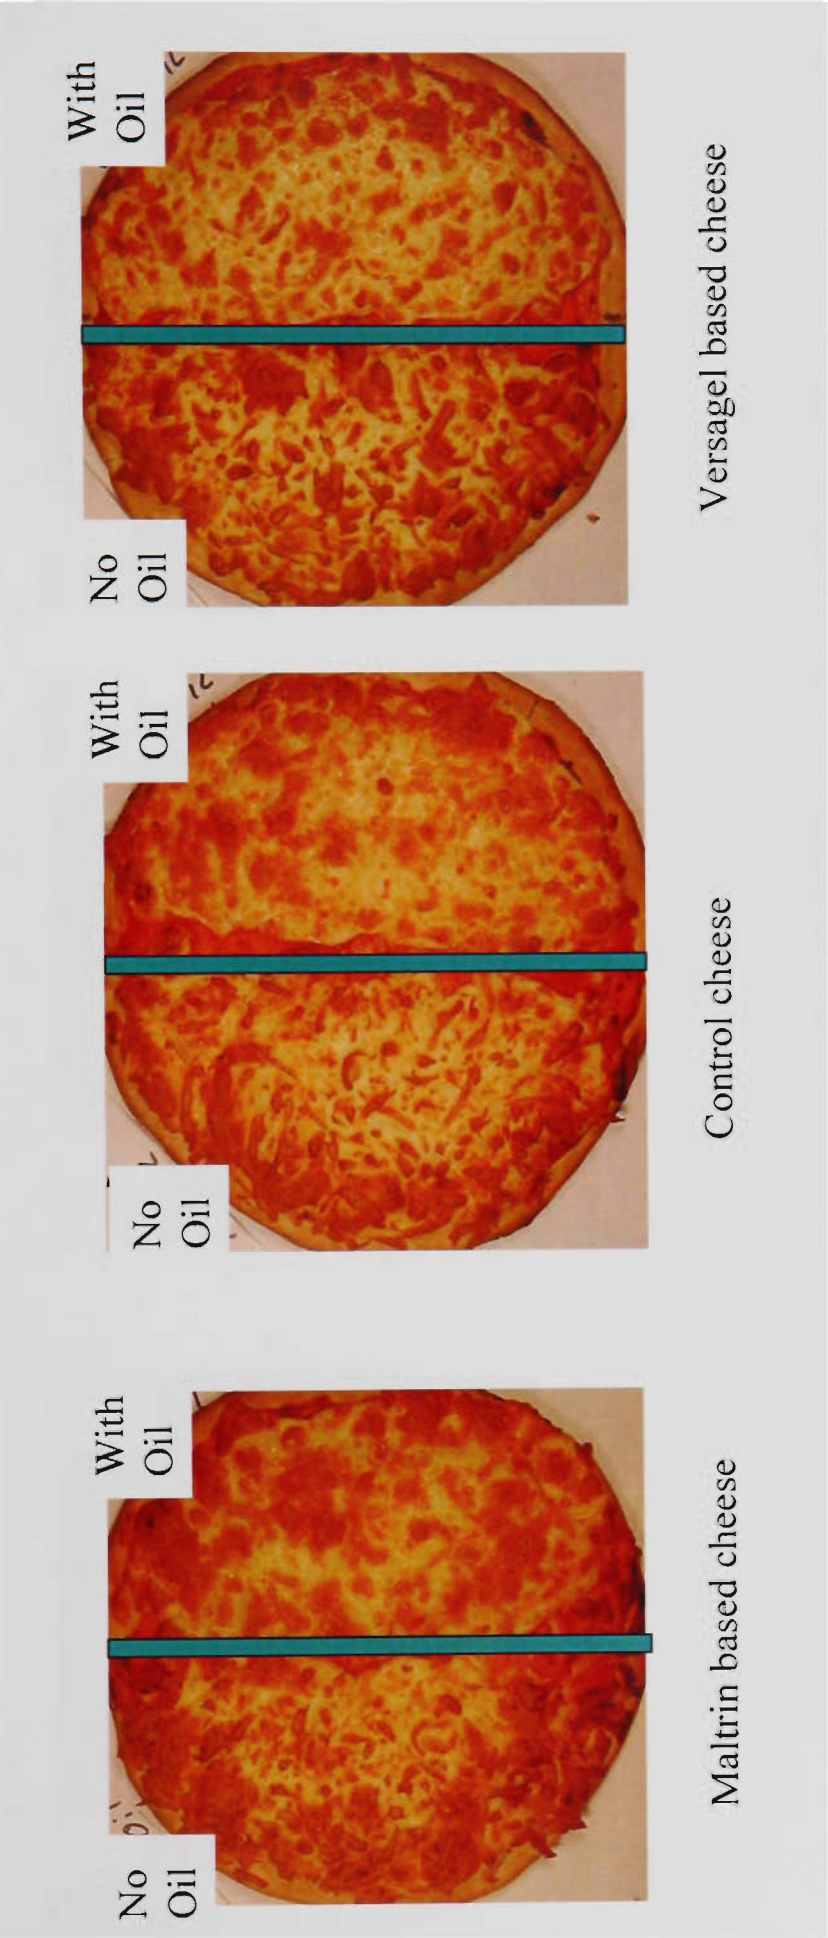 No
Oil
With
Oil
No
Oil
With
Oil
No
Oil
With
Oil
Maltrin based cheese
Control cheese
Versagel based cheese